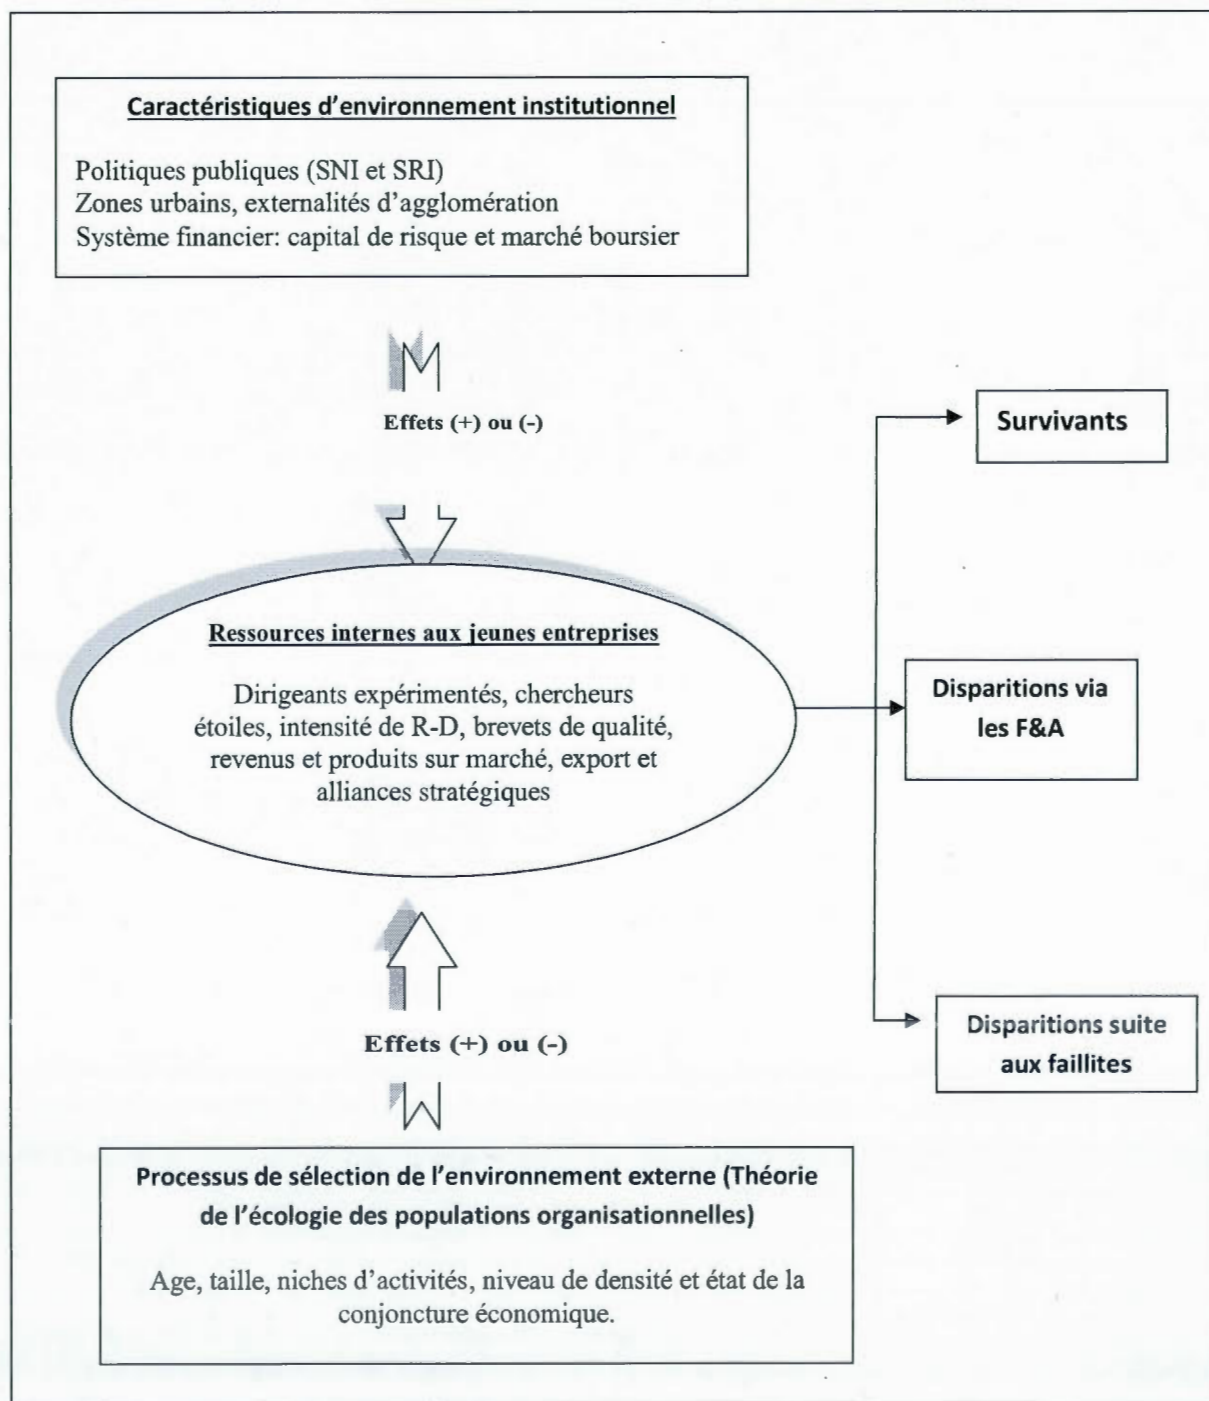 Caractéristiques d'environnement institutionnel
Politiques publiques (SNI et SRI)
Zones urbains, externalités d'agglomération
Système financier: capital de risque et marché boursier
Effets (+) ou (-)
Ressources internes aux jeunes entreprises
Dirigeants expérimentés, chercheurs
étoiles, intensité de R-D, brevets de qualité,
revenus et produits sur marché, export et
alliances stratégiques
Survivants
Disparitions via
les F&A
Disparitions suite
aux faillites
Effets (+) ou (-)
Processus de sélection de l'environnement externe (Théorie
de l'écologie des populations organisationnelles)
Age, taille, niches d'activités, niveau de densité et état de la
conjoncture économique.